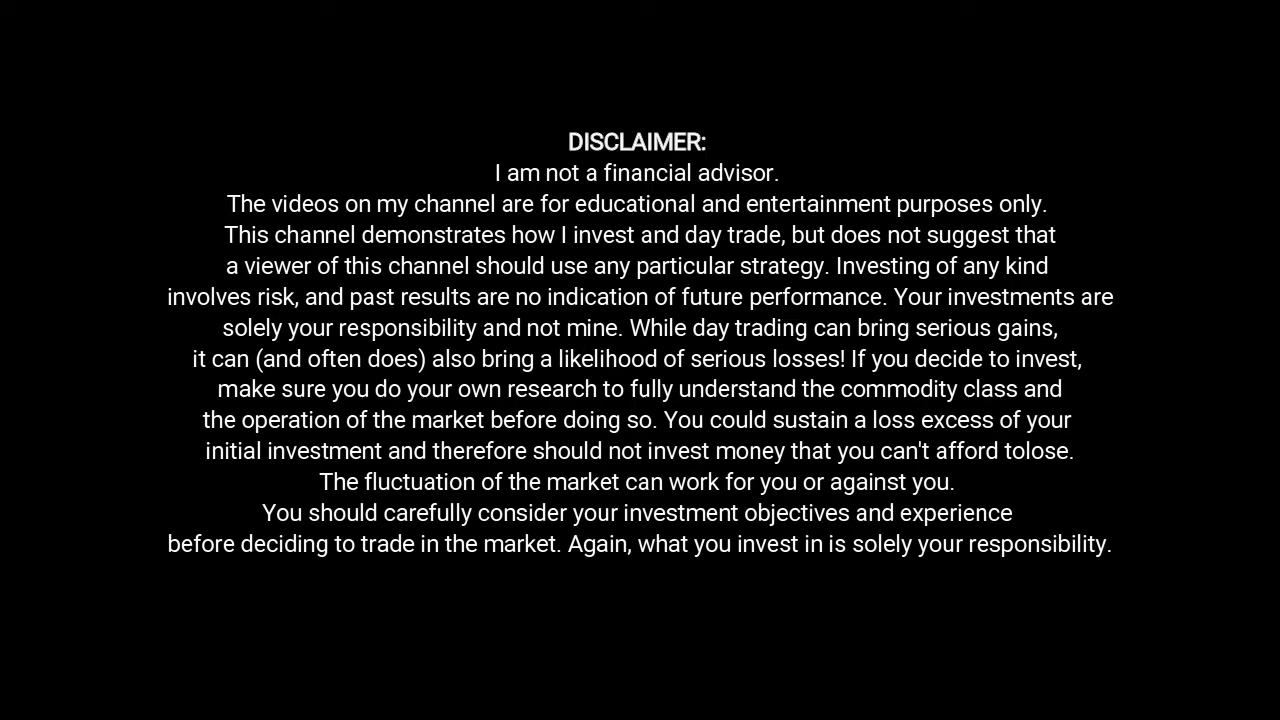 DISCLAIMER:
I am not a financial advisor.
The videos on my channel are for educational and entertainment purposes only.
This channel demonstrates how I invest and day trade, but does not suggest that
a viewer of this channel should use any particular strategy. Investing of any kind
involves risk, and past results are no indication of future performance. Your investments are
solely your responsibility and not mine. While day trading can bring serious gains,
it can (and often does) also bring a likelihood of serious losses! If you decide to invest,
make sure you do your own research to fully understand the commodity class and
the operation of the market before doing so. You could sustain a loss excess of your
initial investment and therefore should not invest money that you can't afford tolose.
The fluctuation of the market can work for you or against you.
You should carefully consider your investment objectives and experience
before deciding to trade in the market. Again, what you invest in is solely your responsibility.